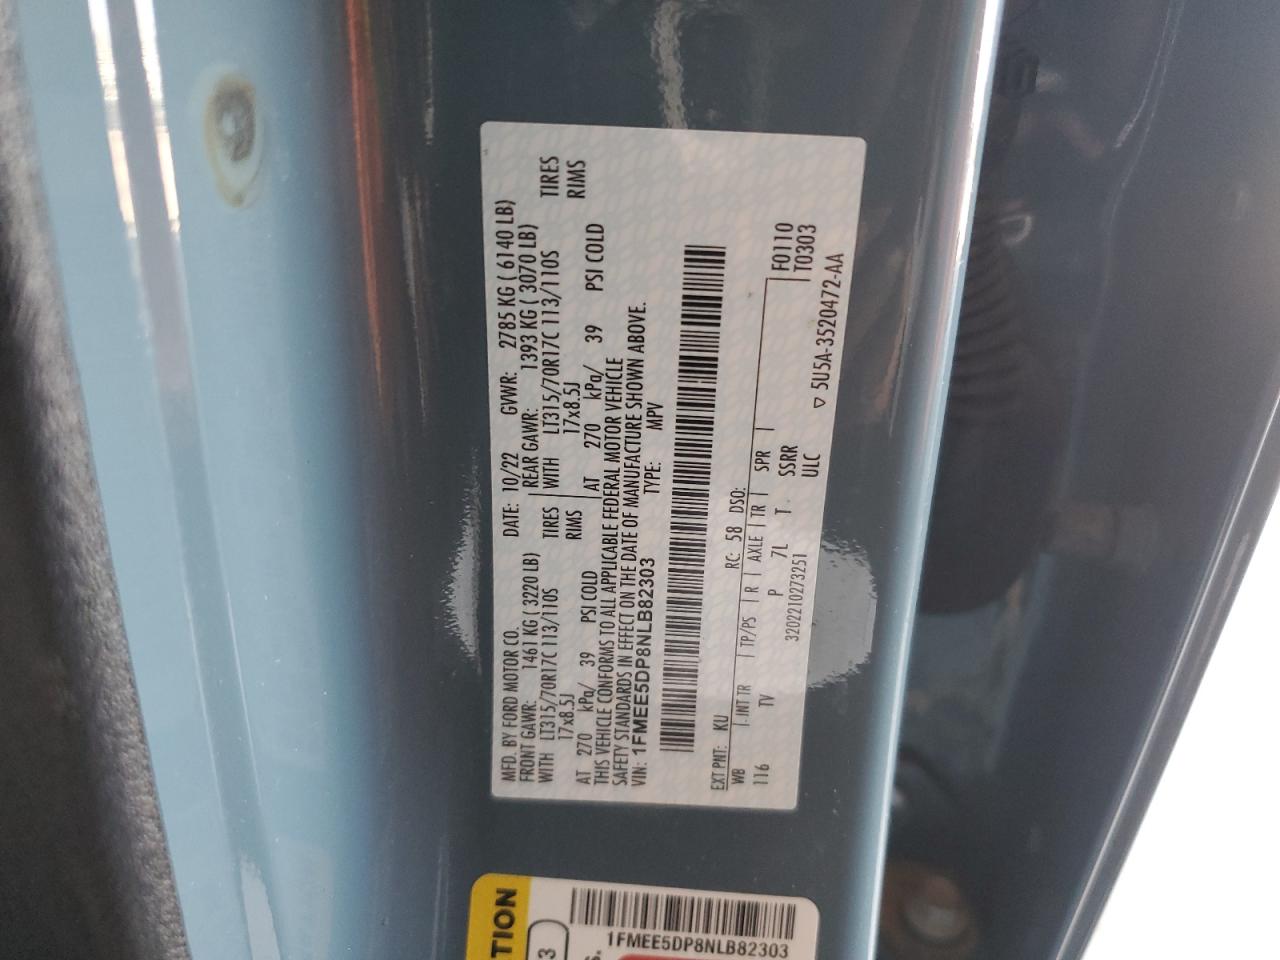 MFD. BY FORD MOTOR CO.
DATE: 10/22 GVWR: 2785 KG ( 6140 LB)
FRONT GAWR: 1461 KG ( 3220 LB) REAR GAWR: 1393 KG ( 3070 LB)
WITH LT315/70R17C 113/110S TIRES WITH LT315/70R17C 113/110S TIRES
17x8.5J RIMS 17x8.5J RIMS
AT 270 kPa/ 39 PSI COLD AT 270 kPa/ 39 PSI COLD
THIS VEHICLE CONFORMS TO ALL APPLICABLE FEDERAL MOTOR VEHICLE
SAFETY STANDARDS IN EFFECT ON THE DATE OF MANUFACTURE SHOWN ABOVE.
VIN: 1FMEE5DP8NLB82303 TYPE: MPV
EXT PNT: KU RC: 58 DSO: F0110
WB INT TR TP/PS R AXLE TR SPR T0303
116 TV P 7L T SSRR
3202210273251 ULC ▽ 5U5A-3520472-AA
TION
3
S.
1FMEE5DP8NLB82303